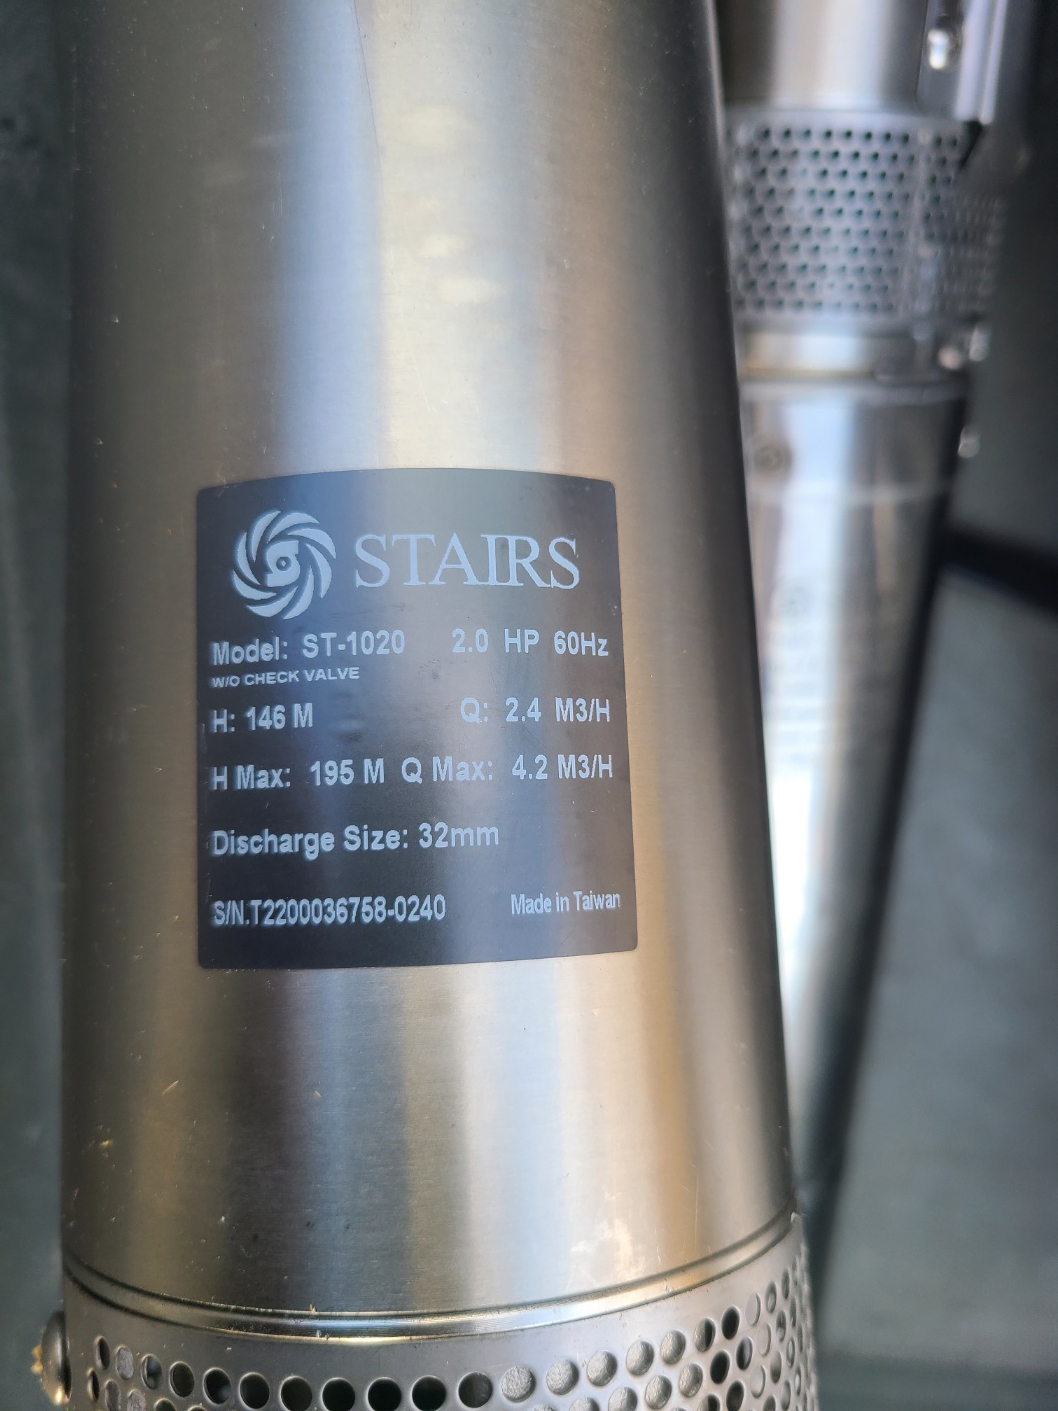 STAIRS
Model: ST-1020 2.0 HP 60Hz
W/O CHECK VALVE
H: 146 M Q: 2.4 M3/H
H Max: 195 M Q Max: 4.2 M3/H
Discharge Size: 32mm
S/N.T2200036758-0240 Made in Taiwan